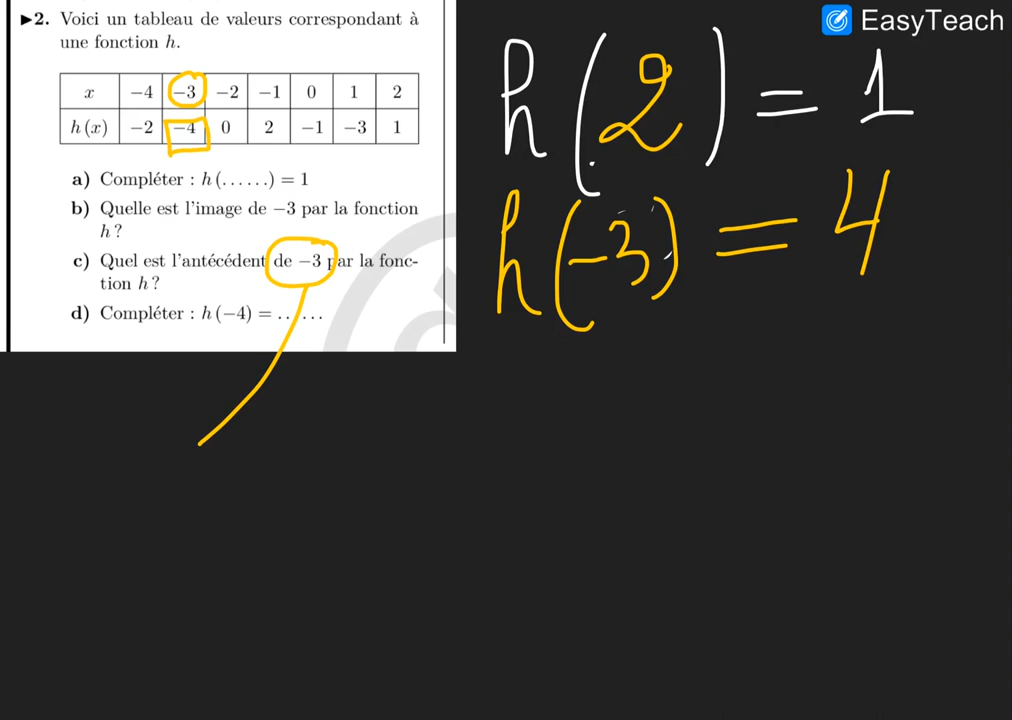 ▶2. Voici un tableau de valeurs correspondant à
une fonction h.
x −4 −3 −2 −1 0 1 2
h (x) −2 −4 0 2 −1 −3 1
a) Compléter : h (......) = 1
b) Quelle est l'image de −3 par la fonction
h ?
c) Quel est l'antécédent de −3 par la fonc-
tion h ?
d) Compléter : h (−4) = ......
EasyTeach
h(2) = 1
h(-3) = 4